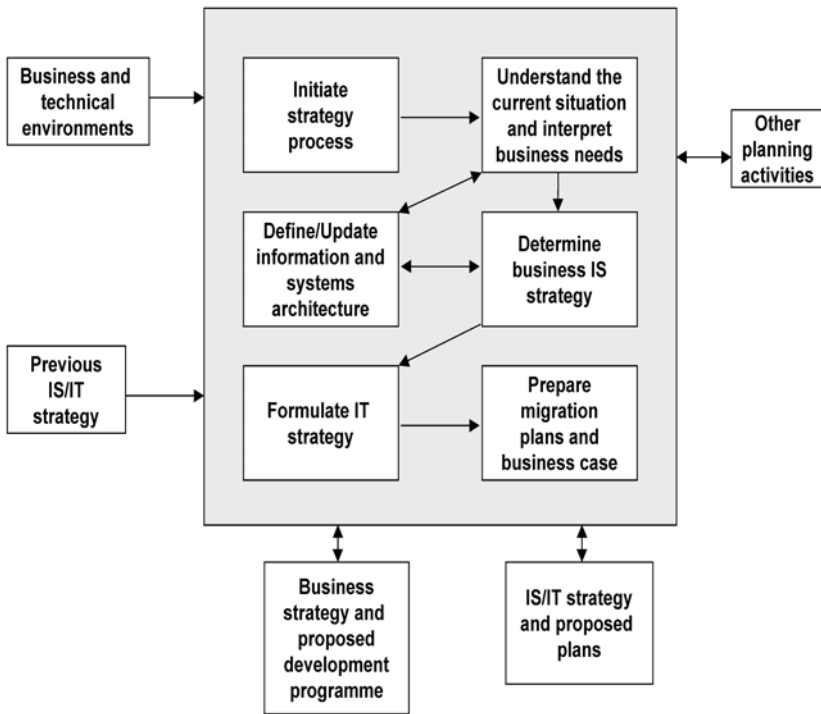 Business and
technical
environments
Initiate
strategy
process
Understand the
current situation
and interpret
business needs
Other
planning
activities
Define/Update
information and
systems
architecture
Determine
business IS
strategy
Previous
IS/IT
strategy
Formulate IT
strategy
Prepare
migration
plans and
business case
Business
strategy and
proposed
development
programme
IS/IT strategy
and proposed
plans